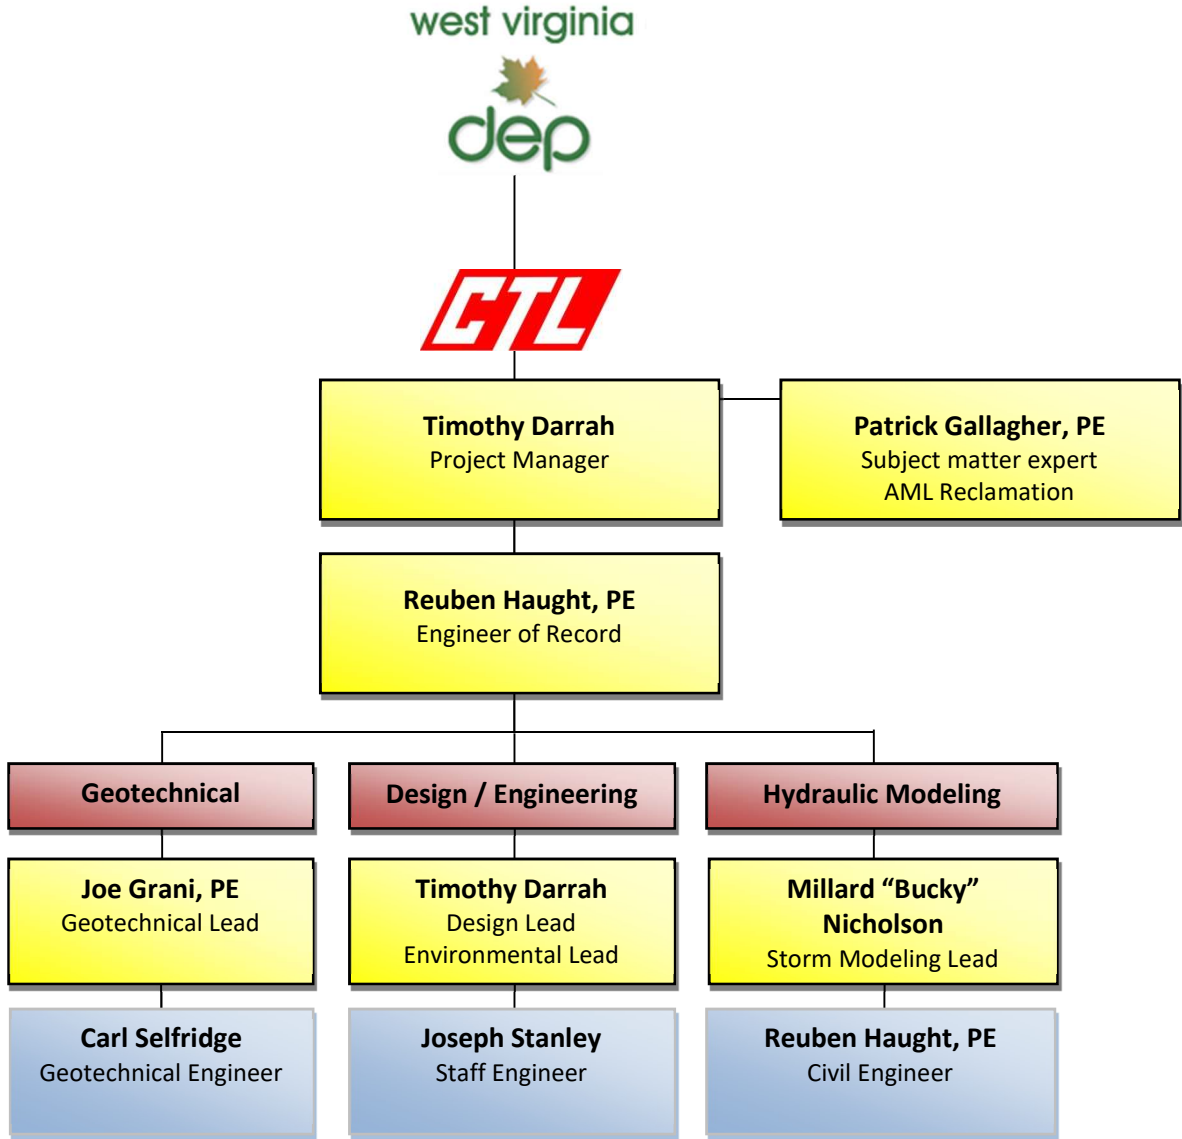 west virginia
dep
CTL
Timothy Darrah
Project Manager
Patrick Gallagher, PE
Subject matter expert
AML Reclamation
Reuben Haught, PE
Engineer of Record
Geotechnical
Design / Engineering
Hydraulic Modeling
Joe Grani, PE
Geotechnical Lead
Timothy Darrah
Design Lead
Environmental Lead
Millard “Bucky”
Nicholson
Storm Modeling Lead
Carl Selfridge
Geotechnical Engineer
Joseph Stanley
Staff Engineer
Reuben Haught, PE
Civil Engineer